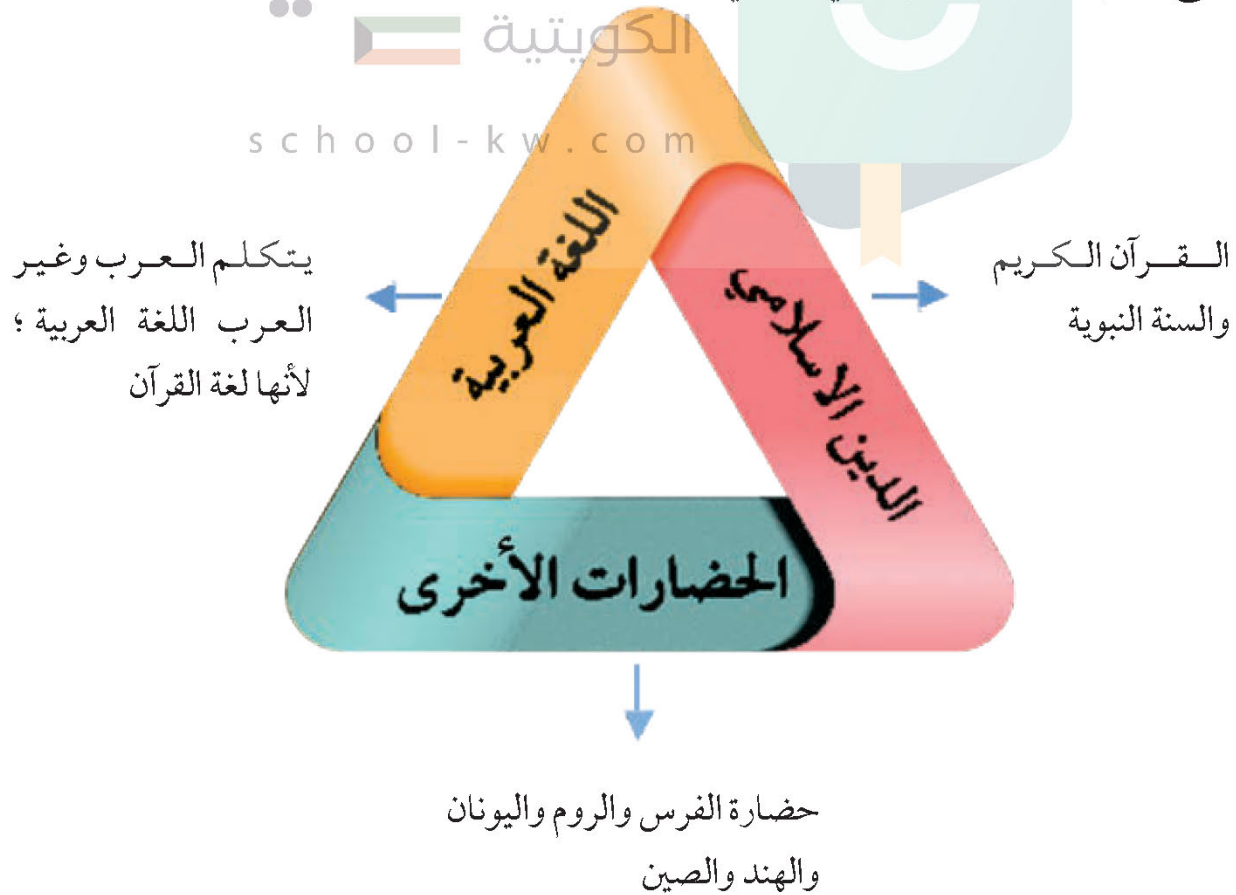 الكويتية
school-kw.com
اللغة العربية
الدين الاسلامي
الحضارات الأخرى
القرآن الكريم
والسنة النبوية
يتكلم العرب وغير
العرب اللغة العربية ؛
لأنها لغة القرآن
حضارة الفرس والروم واليونان
والهند والصين